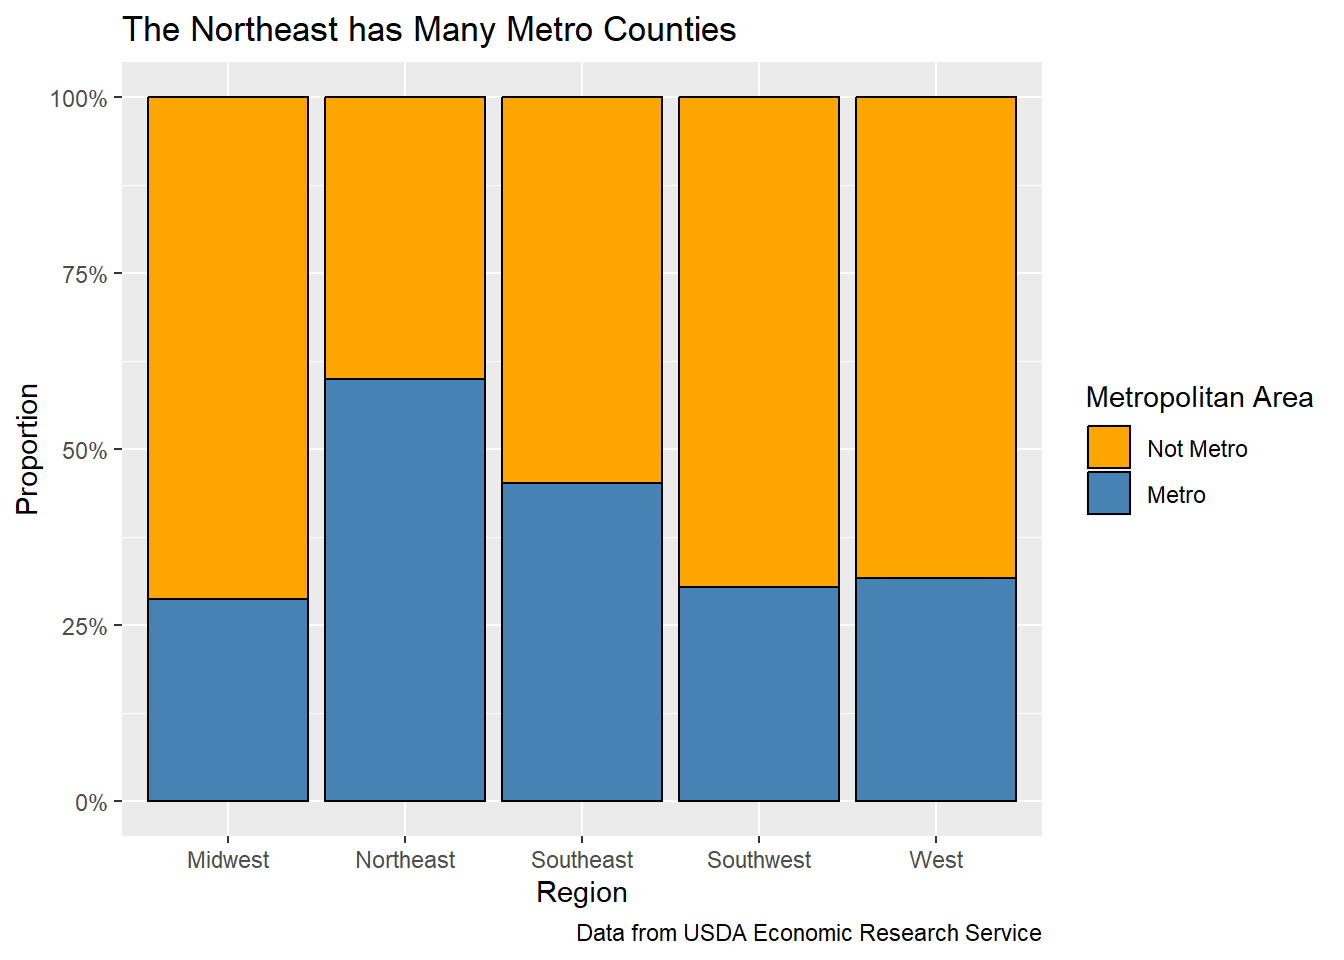 The Northeast has Many Metro Counties
100%
75%
50%
25%
0%
Proportion
Midwest Northeast Southeast Southwest West
Region
Data from USDA Economic Research Service
Metropolitan Area
Not Metro
Metro